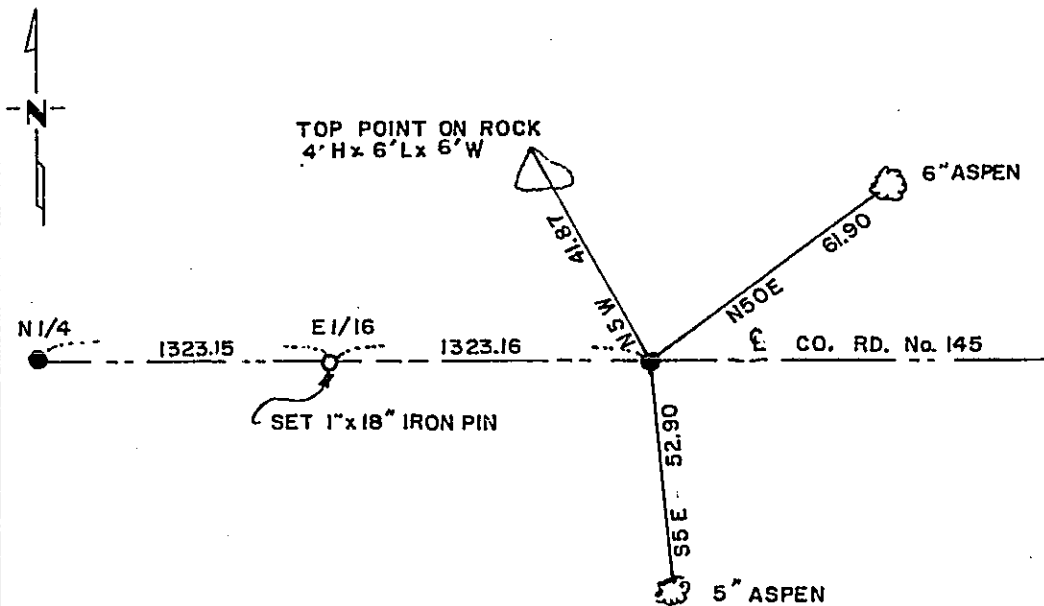 N
TOP POINT ON ROCK
4' H x 6' L x 6' W
6" ASPEN
41.87
61.90
N 5 W
N50E
N 1/4
E 1/16
1323.15
1323.16
℄ CO. RD. No. 145
SET 1" x 18" IRON PIN
52.90
S5 E
5" ASPEN